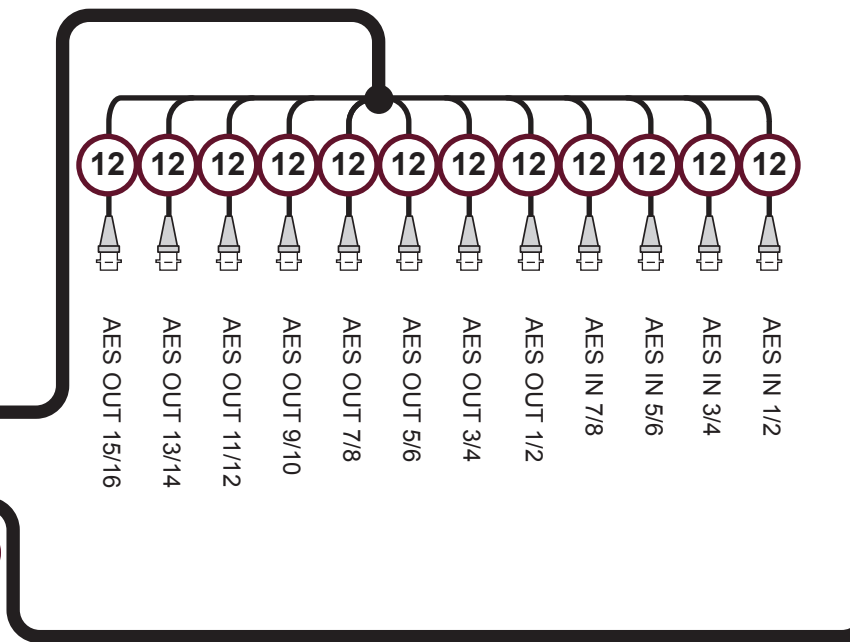 12 12 12 12 12 12 12 12 12 12 12 12
AES OUT 15/16
AES OUT 13/14
AES OUT 11/12
AES OUT 9/10
AES OUT 7/8
AES OUT 5/6
AES OUT 3/4
AES OUT 1/2
AES IN 7/8
AES IN 5/6
AES IN 3/4
AES IN 1/2